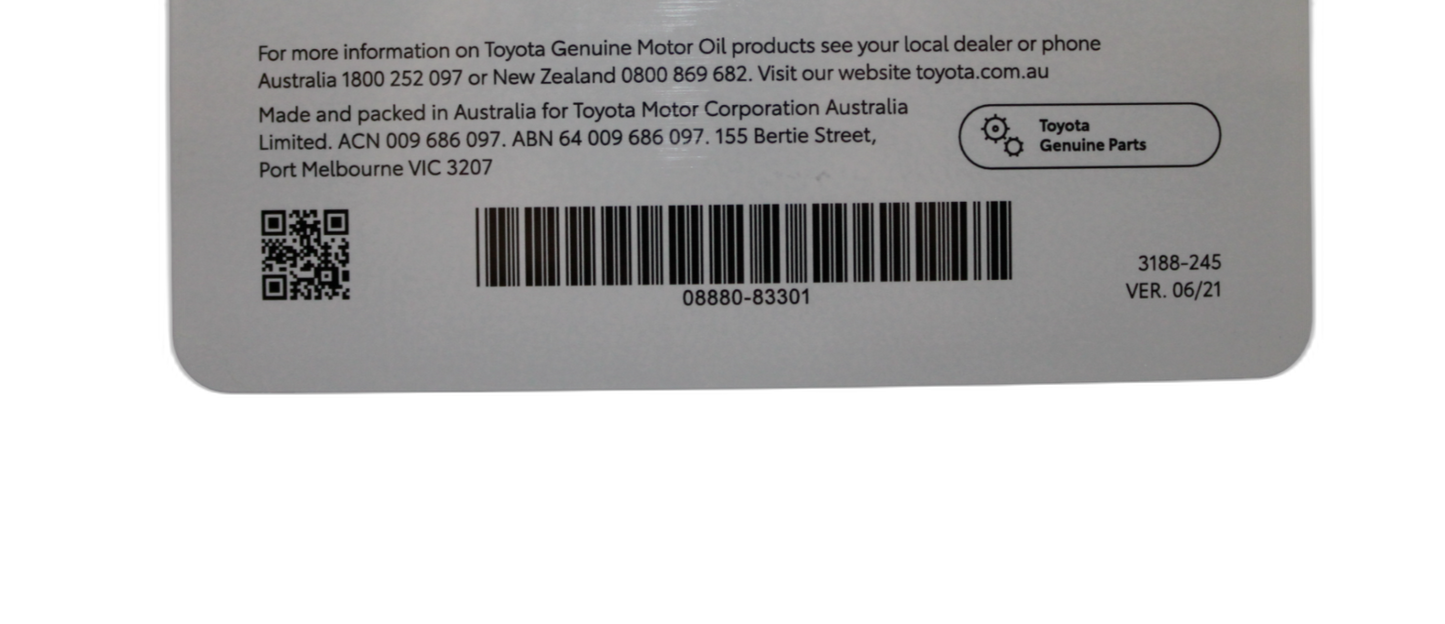 For more information on Toyota Genuine Motor Oil products see your local dealer or phone
Australia 1800 252 097 or New Zealand 0800 869 682. Visit our website toyota.com.au
Made and packed in Australia for Toyota Motor Corporation Australia
Limited. ACN 009 686 097. ABN 64 009 686 097. 155 Bertie Street,
Port Melbourne VIC 3207
Toyota
Genuine Parts
08880-83301
3188-245
VER. 06/21